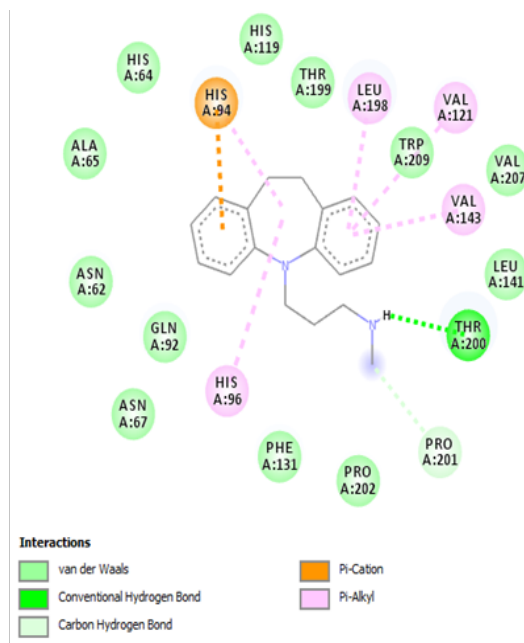 HIS
A:119
HIS
A:64
THR
A:199
HIS
A:94
LEU
A:198
VAL
A:121
ALA
A:65
TRP
A:209
VAL
A:207
VAL
A:143
ASN
A:62
N
LEU
A:141
GLN
A:92
N
H
THR
A:200
HIS
A:96
ASN
A:67
PHE
A:131
PRO
A:201
PRO
A:202
Interactions
van der Waals
Conventional Hydrogen Bond
Carbon Hydrogen Bond
Pi-Cation
Pi-Alkyl